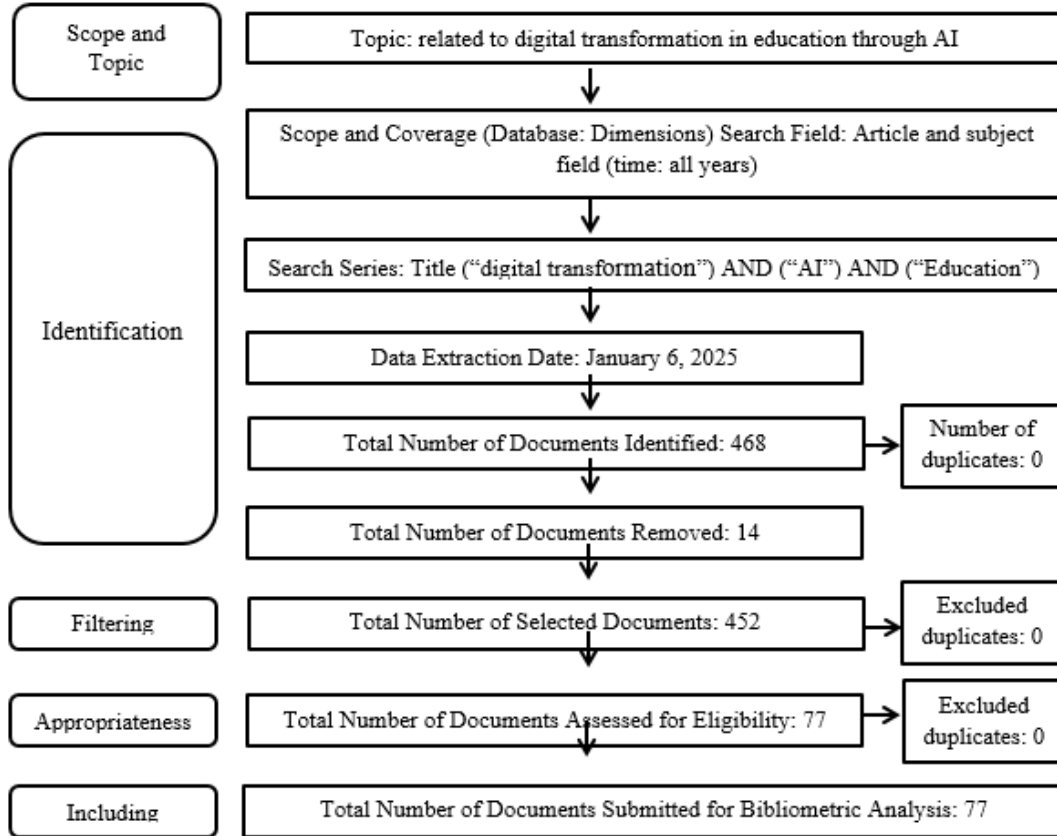 Scope and
Topic
Topic: related to digital transformation in education through AI
Scope and Coverage (Database: Dimensions) Search Field: Article and subject
field (time: all years)
Search Series: Title (“digital transformation”) AND (“AI”) AND (“Education”)
Identification
Data Extraction Date: January 6, 2025
Total Number of Documents Identified: 468
Number of
duplicates: 0
Total Number of Documents Removed: 14
Filtering
Total Number of Selected Documents: 452
Excluded
duplicates: 0
Appropriateness
Total Number of Documents Assessed for Eligibility: 77
Excluded
duplicates: 0
Including
Total Number of Documents Submitted for Bibliometric Analysis: 77